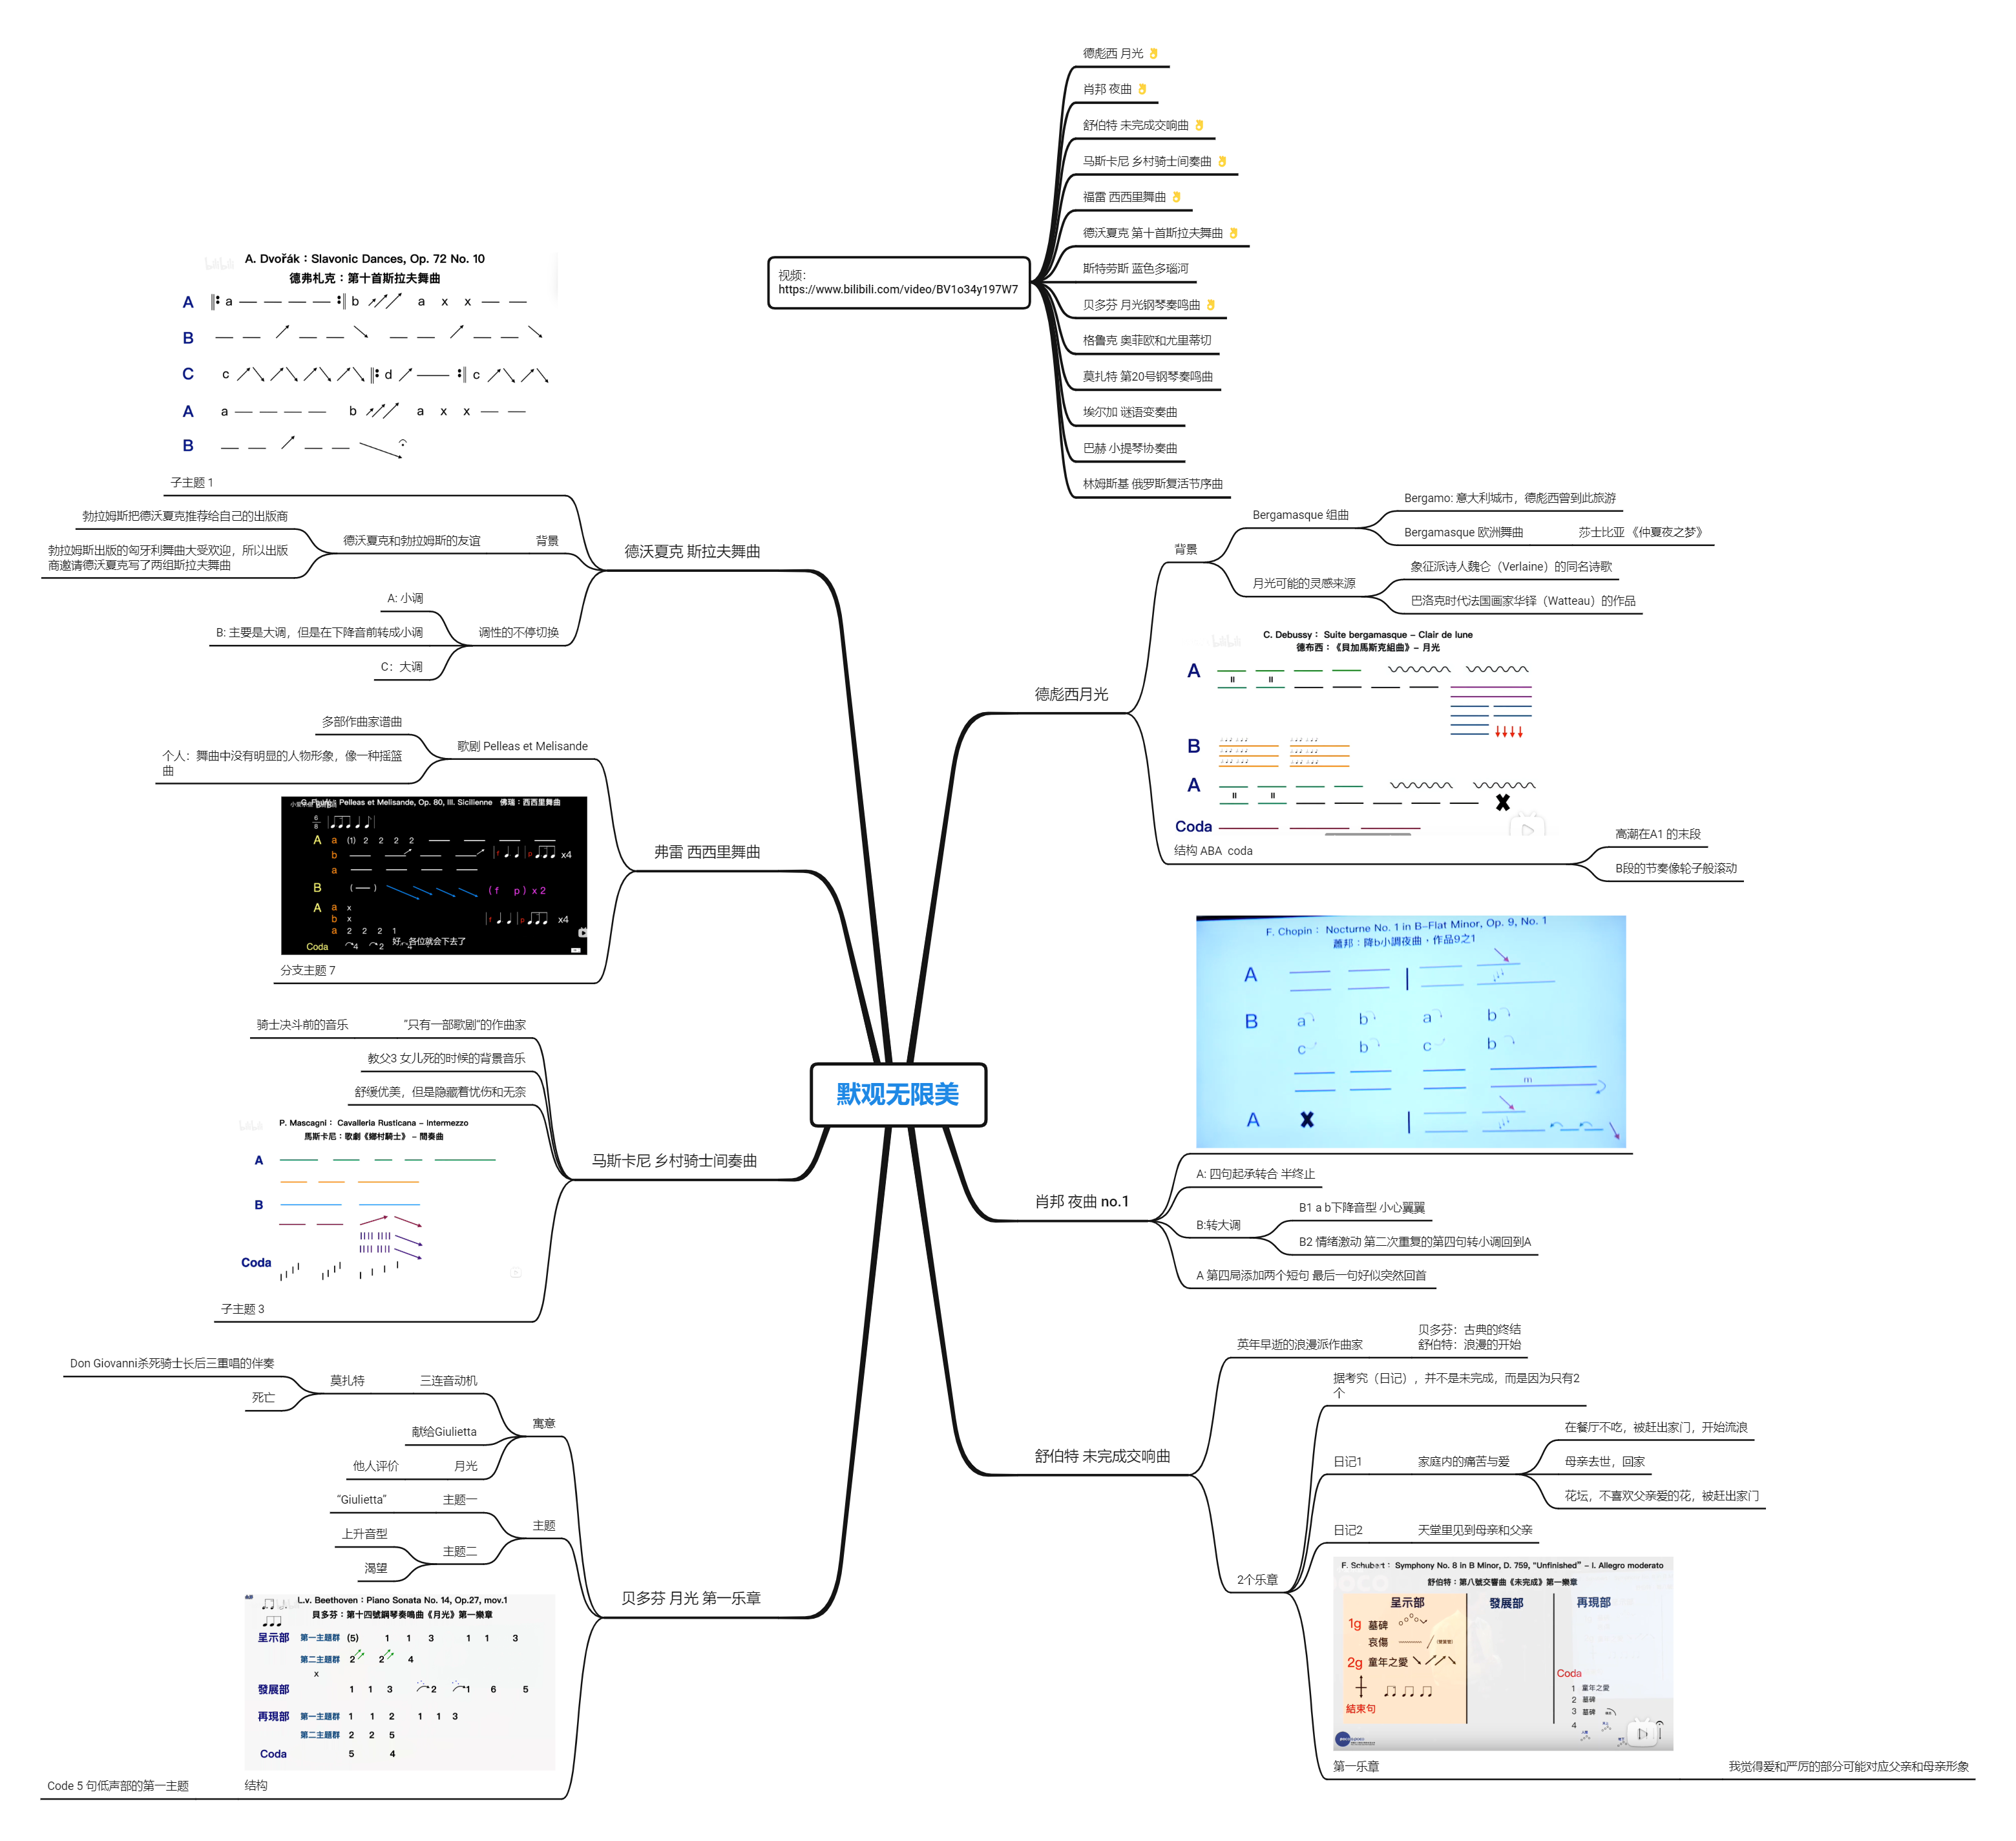 默观无限美
视频：
https://www.bilibili.com/video/BV1o34y197W7
德彪西 月光
肖邦 夜曲
舒伯特 未完成交响曲
马斯卡尼 乡村骑士间奏曲
福雷 西西里舞曲
德沃夏克 第十首斯拉夫舞曲
斯特劳斯 蓝色多瑙河
贝多芬 月光钢琴奏鸣曲
格鲁克 奥菲欧和尤里蒂切
莫扎特 第20号钢琴奏鸣曲
埃尔加 谜语变奏曲
巴赫 小提琴协奏曲
林姆斯基 俄罗斯复活节序曲
德彪西月光
背景
Bergamasque 组曲
Bergamo: 意大利城市，德彪西曾到此旅游
Bergamasque 欧洲舞曲
莎士比亚 《仲夏夜之梦》
月光可能的灵感来源
象征派诗人魏仑（Verlaine）的同名诗歌
巴洛克时代法国画家华铎（Watteau）的作品
C. Debussy： Suite bergamasque – Clair de lune
德布西：《貝加馬斯克組曲》– 月光
A
B
A
Coda
结构 ABA coda
高潮在A1 的末段
B段的节奏像轮子般滚动
肖邦 夜曲 no.1
F. Chopin： Nocturne No. 1 in B–Flat Minor, Op. 9, No. 1
蕭邦：降b小調夜曲，作品9之1
A
B a b a b
c b c b
m
A
A: 四句起承转合 半终止
B:转大调
B1 a b下降音型 小心翼翼
B2 情绪激动 第二次重复的第四句转小调回到A
A 第四局添加两个短句 最后一句好似突然回首
舒伯特 未完成交响曲
英年早逝的浪漫派作曲家
贝多芬：古典的终结
舒伯特：浪漫的开始
2个乐章
据考究（日记），并不是未完成，而是因为只有2
个
日记1
家庭内的痛苦与爱
在餐厅不吃，被赶出家门，开始流浪
母亲去世，回家
花坛，不喜欢父亲爱的花，被赶出家门
日记2
天堂里见到母亲和父亲
F. Schubert： Symphony No. 8 in B Minor, D. 759, “Unfinished” – I. Allegro moderato
舒伯特：第八號交響曲《未完成》第一樂章
呈示部 發展部 再現部
1g 墓碑
哀傷
2g 童年之愛
結束句
Coda
1 童年之愛
2 墓碑
3 墓碑
4
第一乐章
我觉得爱和严厉的部分可能对应父亲和母亲形象
A. Dvořák：Slavonic Dances, Op. 72 No. 10
德弗札克：第十首斯拉夫舞曲
A a b a x x
B
C c d c
A a b a x x
B
子主题 1
德沃夏克 斯拉夫舞曲
背景
德沃夏克和勃拉姆斯的友谊
勃拉姆斯把德沃夏克推荐给自己的出版商
勃拉姆斯出版的匈牙利舞曲大受欢迎，所以出版
商邀请德沃夏克写了两组斯拉夫舞曲
调性的不停切换
A: 小调
B: 主要是大调，但是在下降音前转成小调
C：大调
弗雷 西西里舞曲
歌剧 Pelleas et Melisande
多部作曲家谱曲
个人：舞曲中没有明显的人物形象，像一种摇篮
曲
Pelleas et Melisande, Op. 80, III. Sicilienne 佛瑞：西西里舞曲
6
8
A a (1) 2 2 2 2
b f p x4
a
B ( ) ( f p ) x 2
A a x
b x f p x4
a 2 2 2 1
Coda 4 2 4
好，各位就会下去了
分支主题 7
马斯卡尼 乡村骑士间奏曲
“只有一部歌剧”的作曲家
骑士决斗前的音乐
教父3 女儿死的时候的背景音乐
舒缓优美，但是隐藏着忧伤和无奈
P. Mascagni： Cavalleria Rusticana – Intermezzo
馬斯卡尼：歌劇《鄉村騎士》 – 間奏曲
A
B
Coda
子主题 3
贝多芬 月光 第一乐章
寓意
三连音动机
莫扎特
Don Giovanni杀死骑士长后三重唱的伴奏
死亡
献给Giulietta
月光
他人评价
主题
主题一
“Giulietta”
主题二
上升音型
渴望
L.v. Beethoven：Piano Sonata No. 14, Op.27, mov.1
貝多芬：第十四號鋼琴奏鳴曲《月光》第一樂章
呈示部 第一主題群 (5) 1 1 3 1 1 3
第二主題群 2 2 4
x
發展部 1 1 3 2 1 6 5
再現部 第一主題群 1 1 2 1 1 3
第二主題群 2 2 5
Coda 5 4
结构
Code 5 句低声部的第一主题